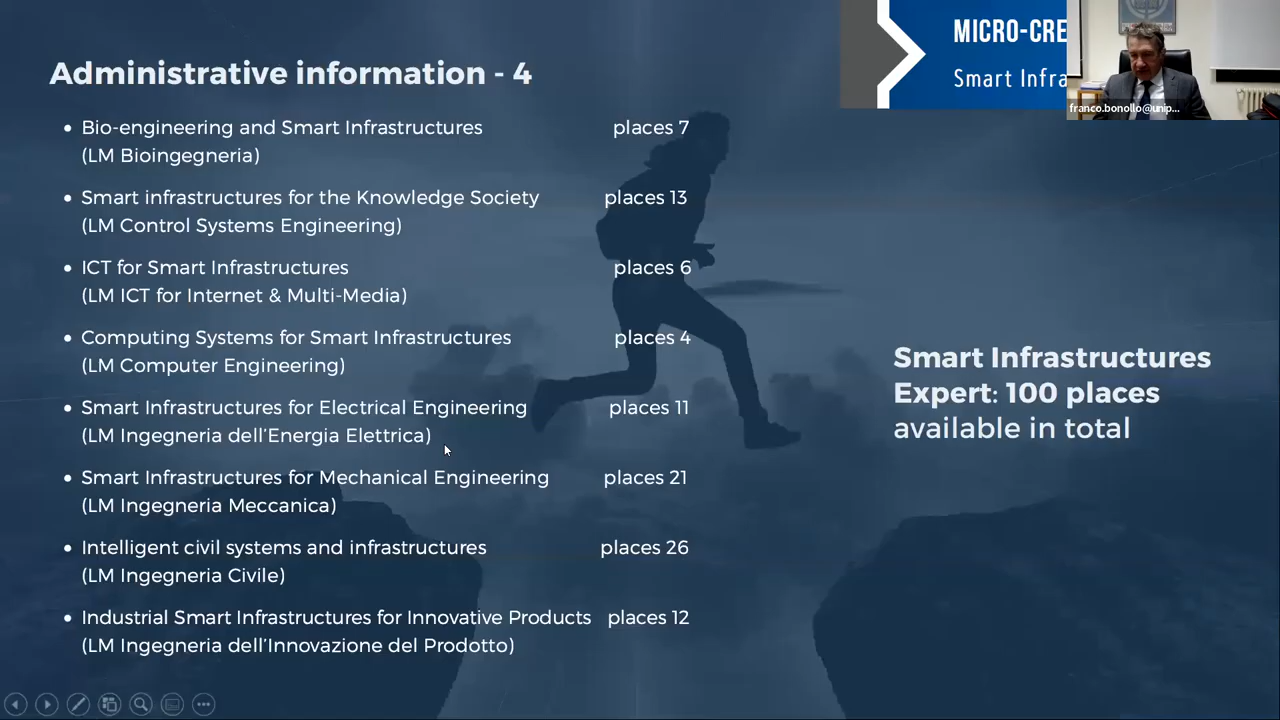 Administrative information - 4
MICRO-CRE
Smart Infra
franco.bonollo@unip...
Bio-engineering and Smart Infrastructures places 7
(LM Bioingegneria)
Smart infrastructures for the Knowledge Society places 13
(LM Control Systems Engineering)
ICT for Smart Infrastructures places 6
(LM ICT for Internet & Multi-Media)
Computing Systems for Smart Infrastructures places 4
(LM Computer Engineering)
Smart Infrastructures for Electrical Engineering places 11
(LM Ingegneria dell’Energia Elettrica)
Smart Infrastructures for Mechanical Engineering places 21
(LM Ingegneria Meccanica)
Intelligent civil systems and infrastructures places 26
(LM Ingegneria Civile)
Industrial Smart Infrastructures for Innovative Products places 12
(LM Ingegneria dell’Innovazione del Prodotto)
Smart Infrastructures
Expert: 100 places
available in total